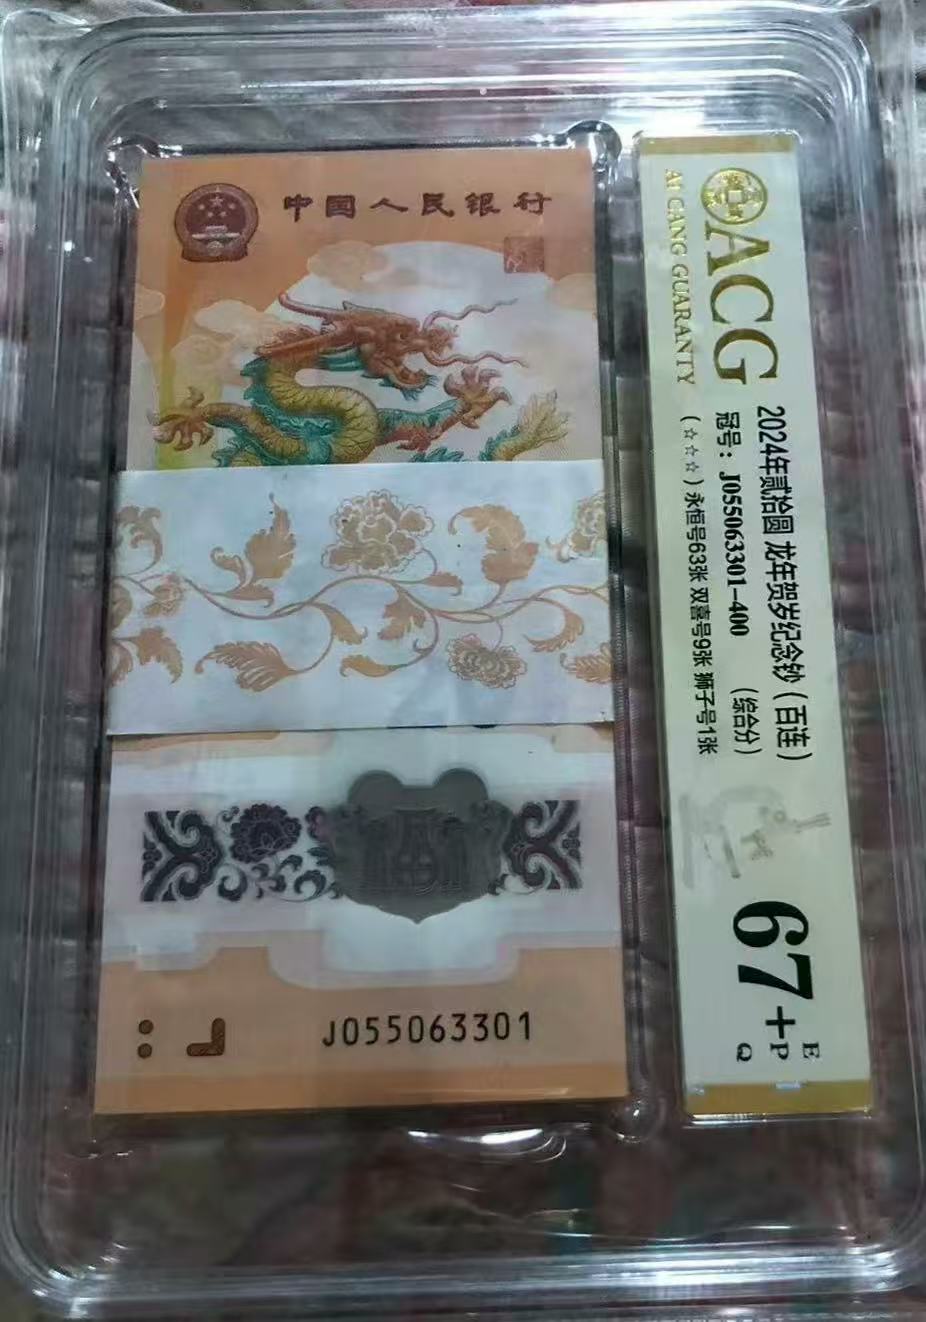 中国人民银行
J055063301
ACG
AI CANG GUARANTY
2024年贰拾圆 龙年贺岁纪念钞（百连）
冠号：J055063301-400 （综合分）
（☆☆☆）永恒号63张 双喜号9张 狮子号1张
67+
E
P
Q